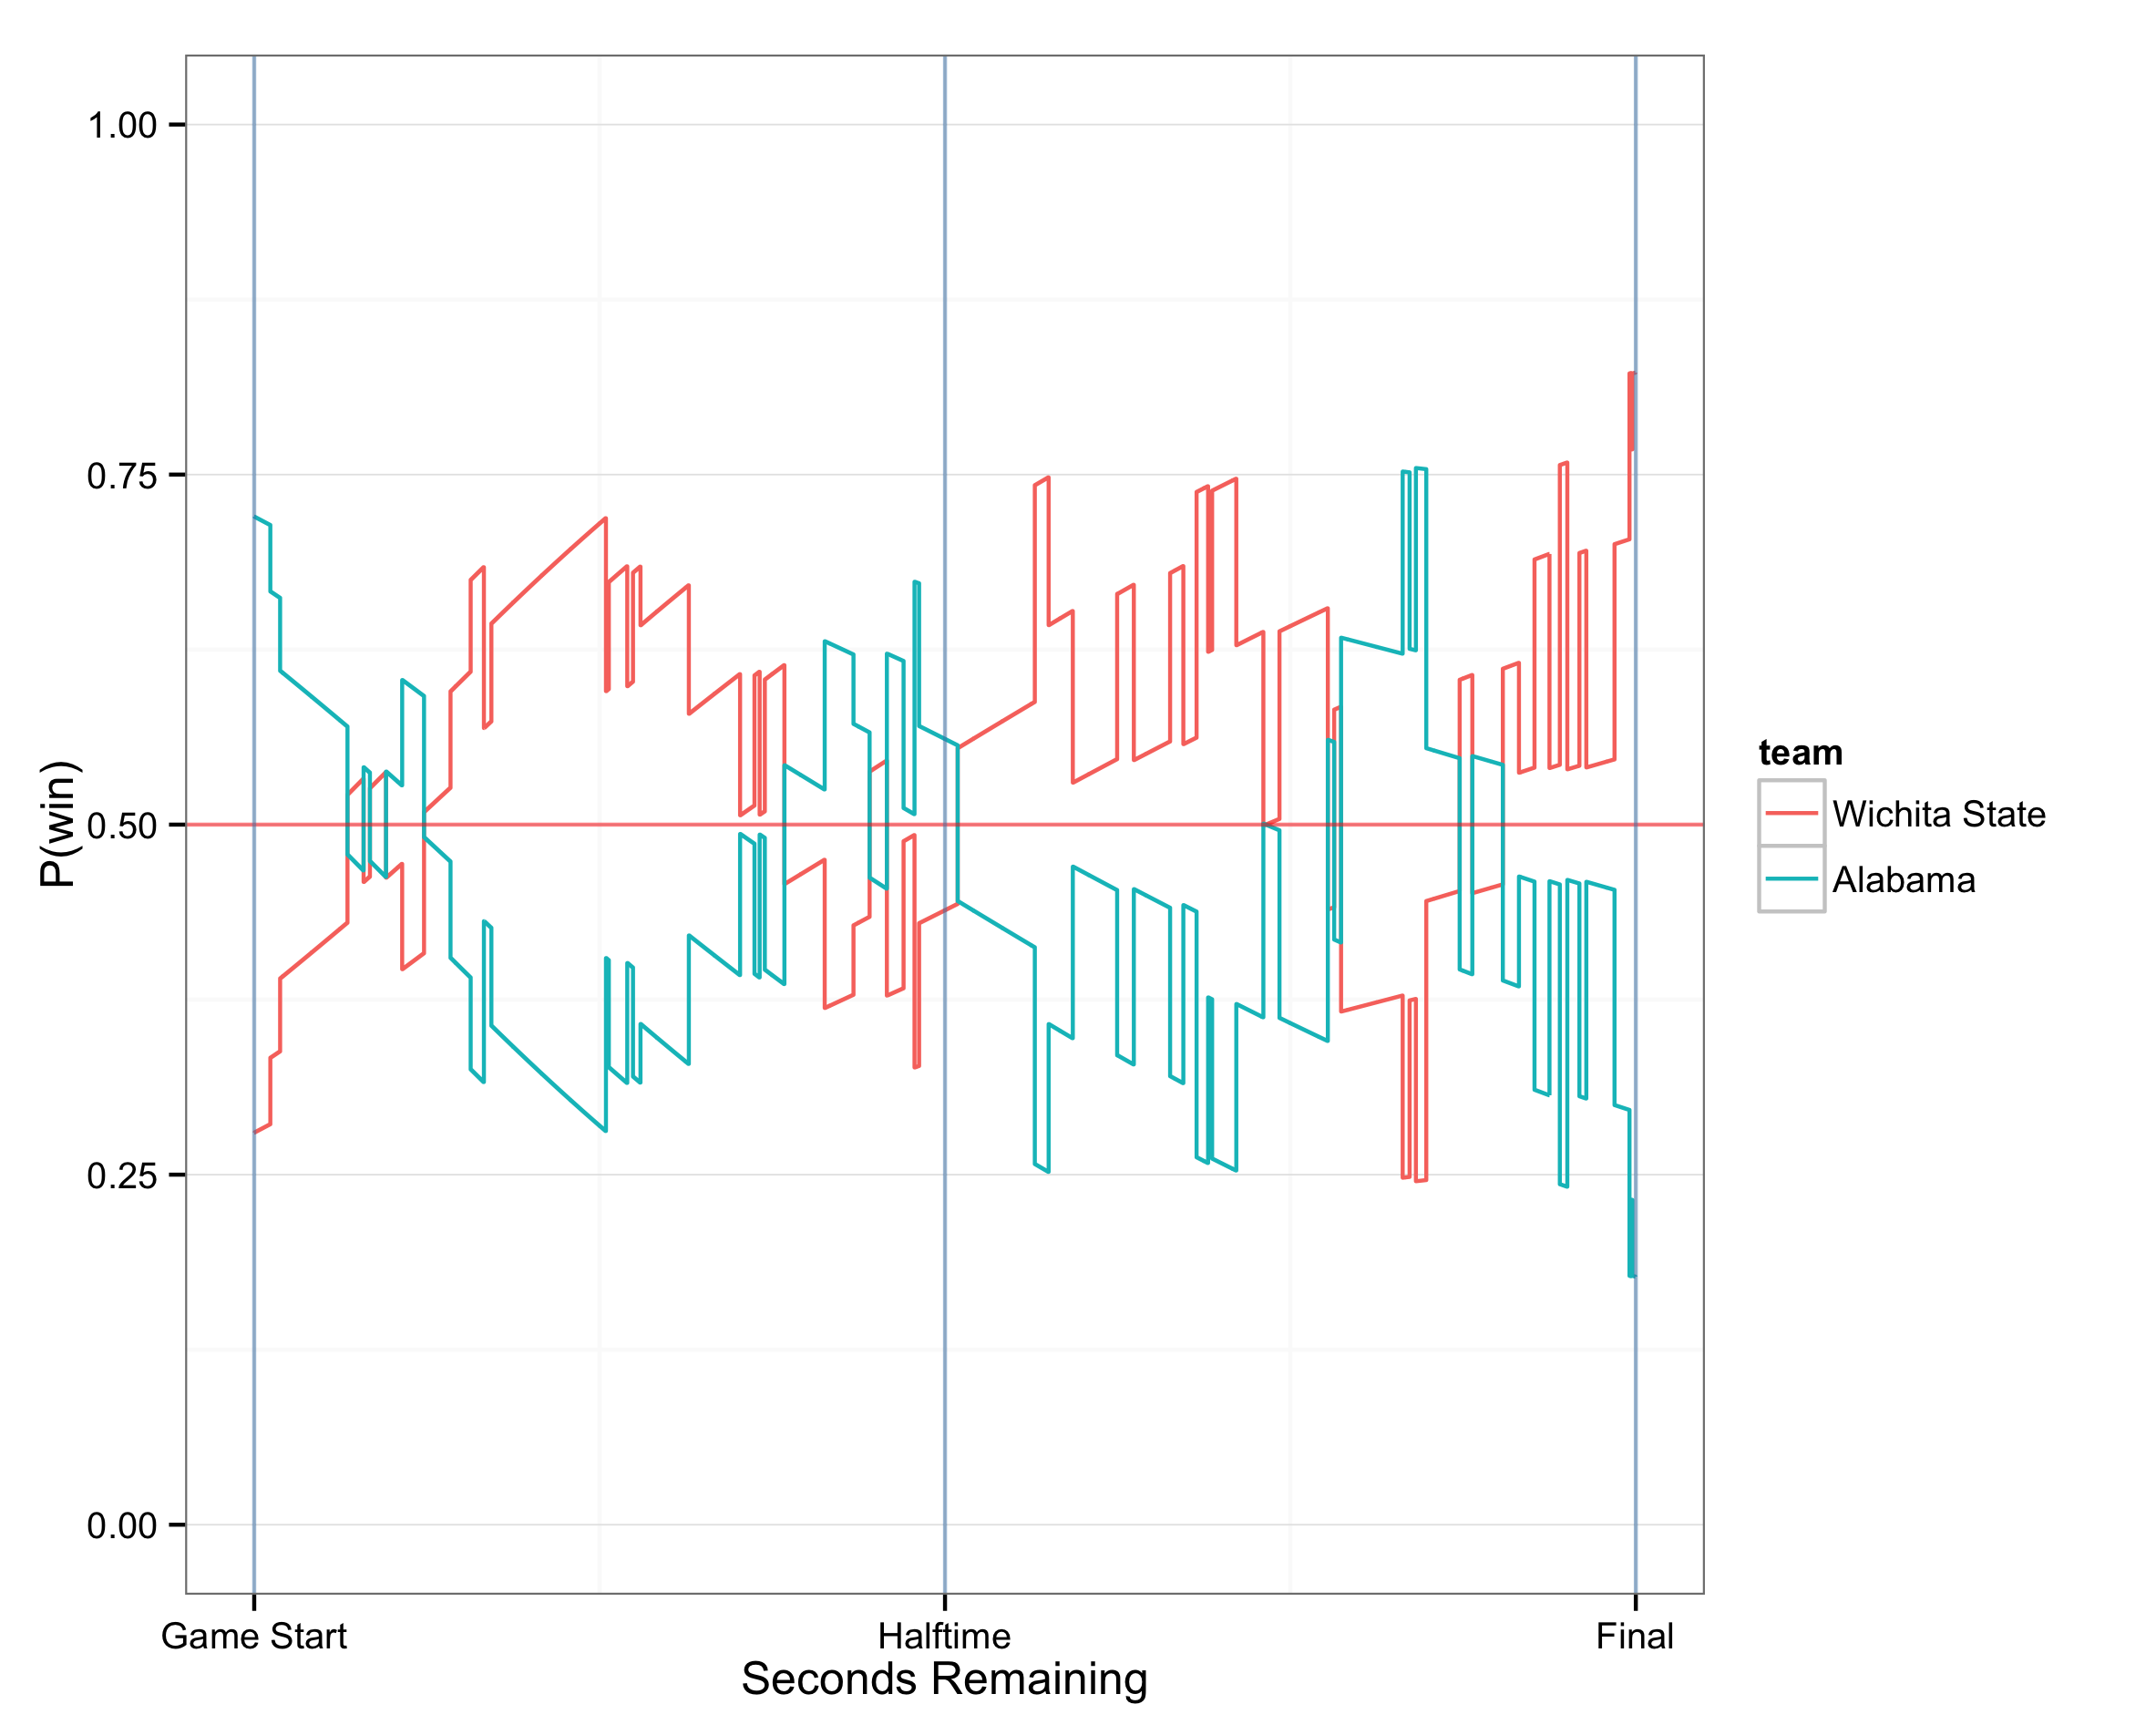 1.00
0.75
0.50
0.25
0.00
P(win)
Game Start
Halftime
Final
Seconds Remaining
team
Wichita State
Alabama